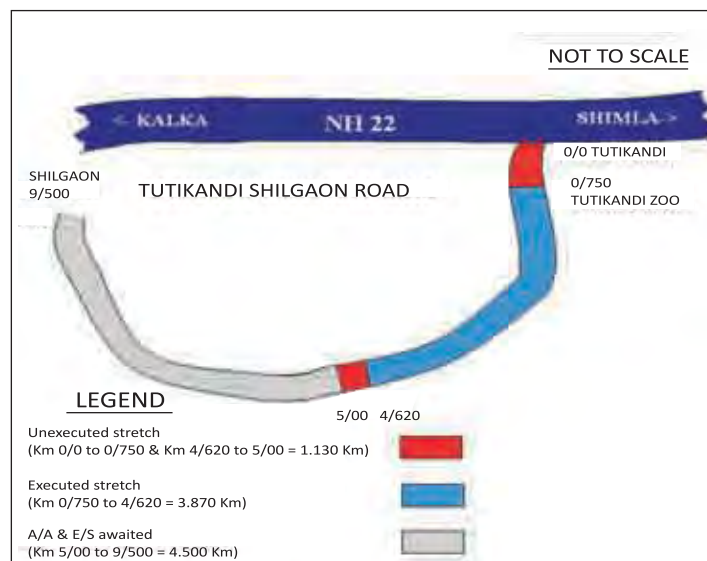 NOT TO SCALE
<- KALKA NH 22 SHIMLA->
0/0 TUTIKANDI
SHILGAON
9/500
TUTIKANDI SHILGAON ROAD
0/750
TUTIKANDI ZOO
LEGEND
5/00 4/620
Unexecuted stretch
(Km 0/0 to 0/750 & Km 4/620 to 5/00 = 1.130 Km)
Executed stretch
(Km 0/750 to 4/620 = 3.870 Km)
A/A & E/S awaited
(Km 5/00 to 9/500 = 4.500 Km)